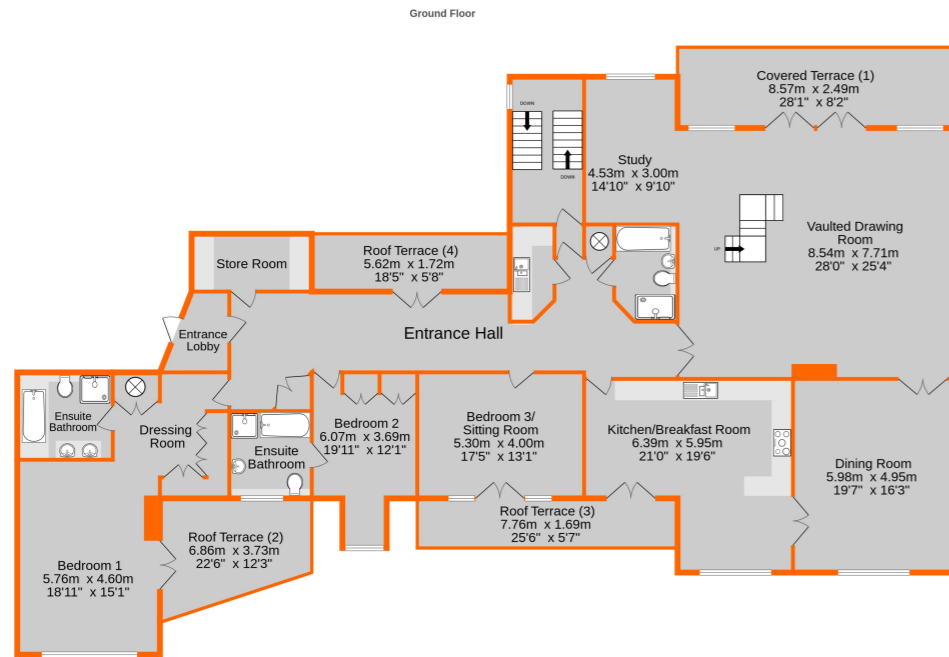 Ground Floor
Covered Terrace (1)
8.57m x 2.49m
28'1" x 8'2"
DOWN
DOWN
Study
4.53m x 3.00m
14'10" x 9'10"
UP
Vaulted Drawing
Room
8.54m x 7.71m
28'0" x 25'4"
Store Room
Roof Terrace (4)
5.62m x 1.72m
18'5" x 5'8"
Entrance
Lobby
Entrance Hall
Ensuite
Bathroom
Dressing
Room
Ensuite
Bathroom
Bedroom 2
6.07m x 3.69m
19'11" x 12'1"
Bedroom 3/
Sitting Room
5.30m x 4.00m
17'5" x 13'1"
Kitchen/Breakfast Room
6.39m x 5.95m
21'0" x 19'6"
Dining Room
5.98m x 4.95m
19'7" x 16'3"
Roof Terrace (3)
7.76m x 1.69m
25'6" x 5'7"
Roof Terrace (2)
6.86m x 3.73m
22'6" x 12'3"
Bedroom 1
5.76m x 4.60m
18'11" x 15'1"